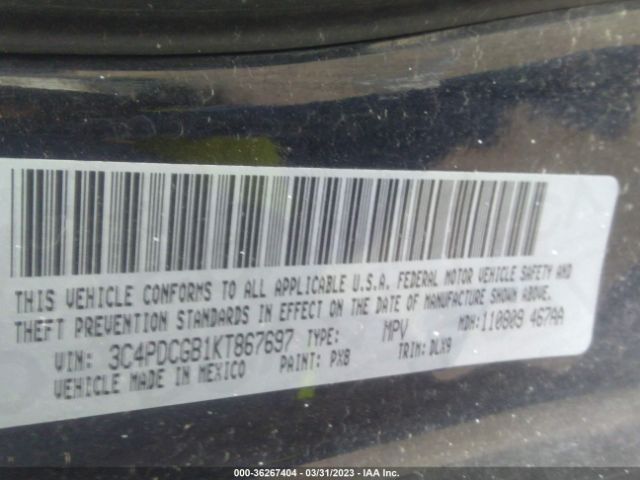 THIS VEHICLE CONFORMS TO ALL APPLICABLE U.S.A. FEDERAL MOTOR VEHICLE SAFETY AND
THEFT PREVENTION STANDARDS IN EFFECT ON THE DATE OF MANUFACTURE SHOWN ABOVE.
VIN: 3C4PDCGB1KT867697 TYPE: MPV MDH:110809 467AA
VEHICLE MADE IN MEXICO PAINT: PXB TRIM: DLX9
000-36267404 - 03/31/2023 - IAA Inc.